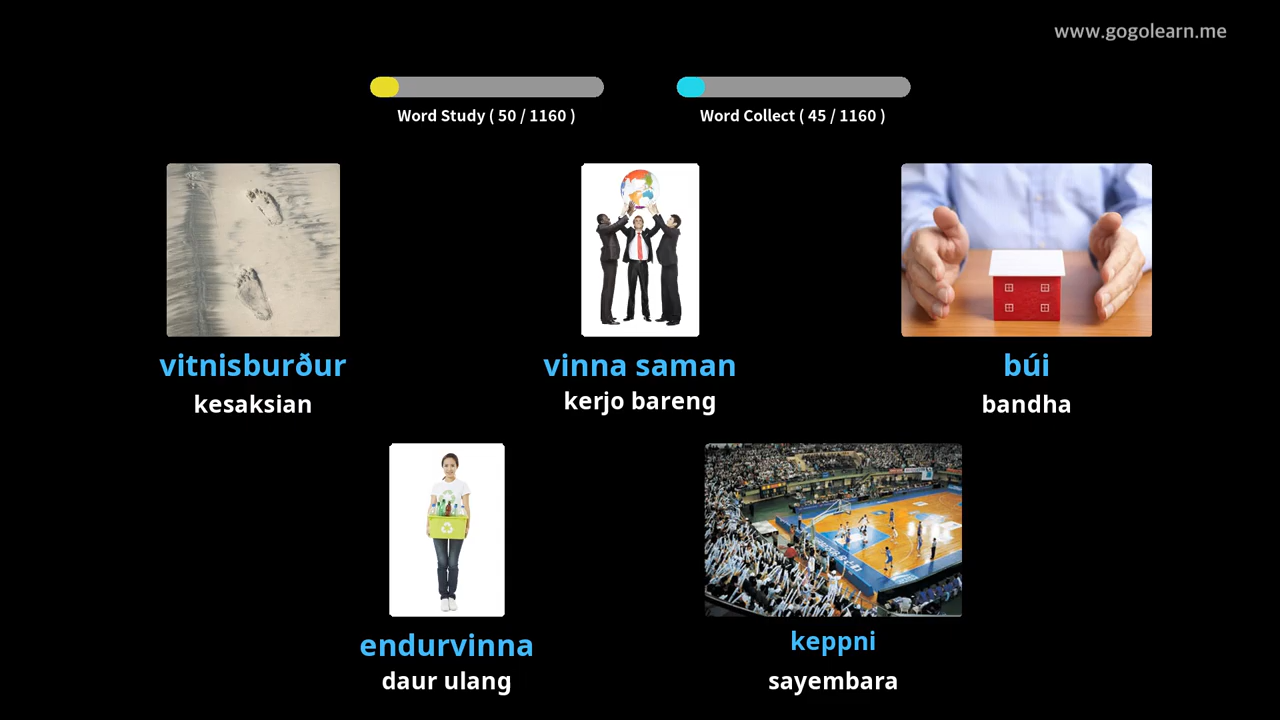 www.gogolearn.me
Word Study ( 50 / 1160 )
Word Collect ( 45 / 1160 )
vitnisburður
kesaksian
vinna saman
kerjo bareng
búi
bandha
endurvinna
daur ulang
keppni
sayembara